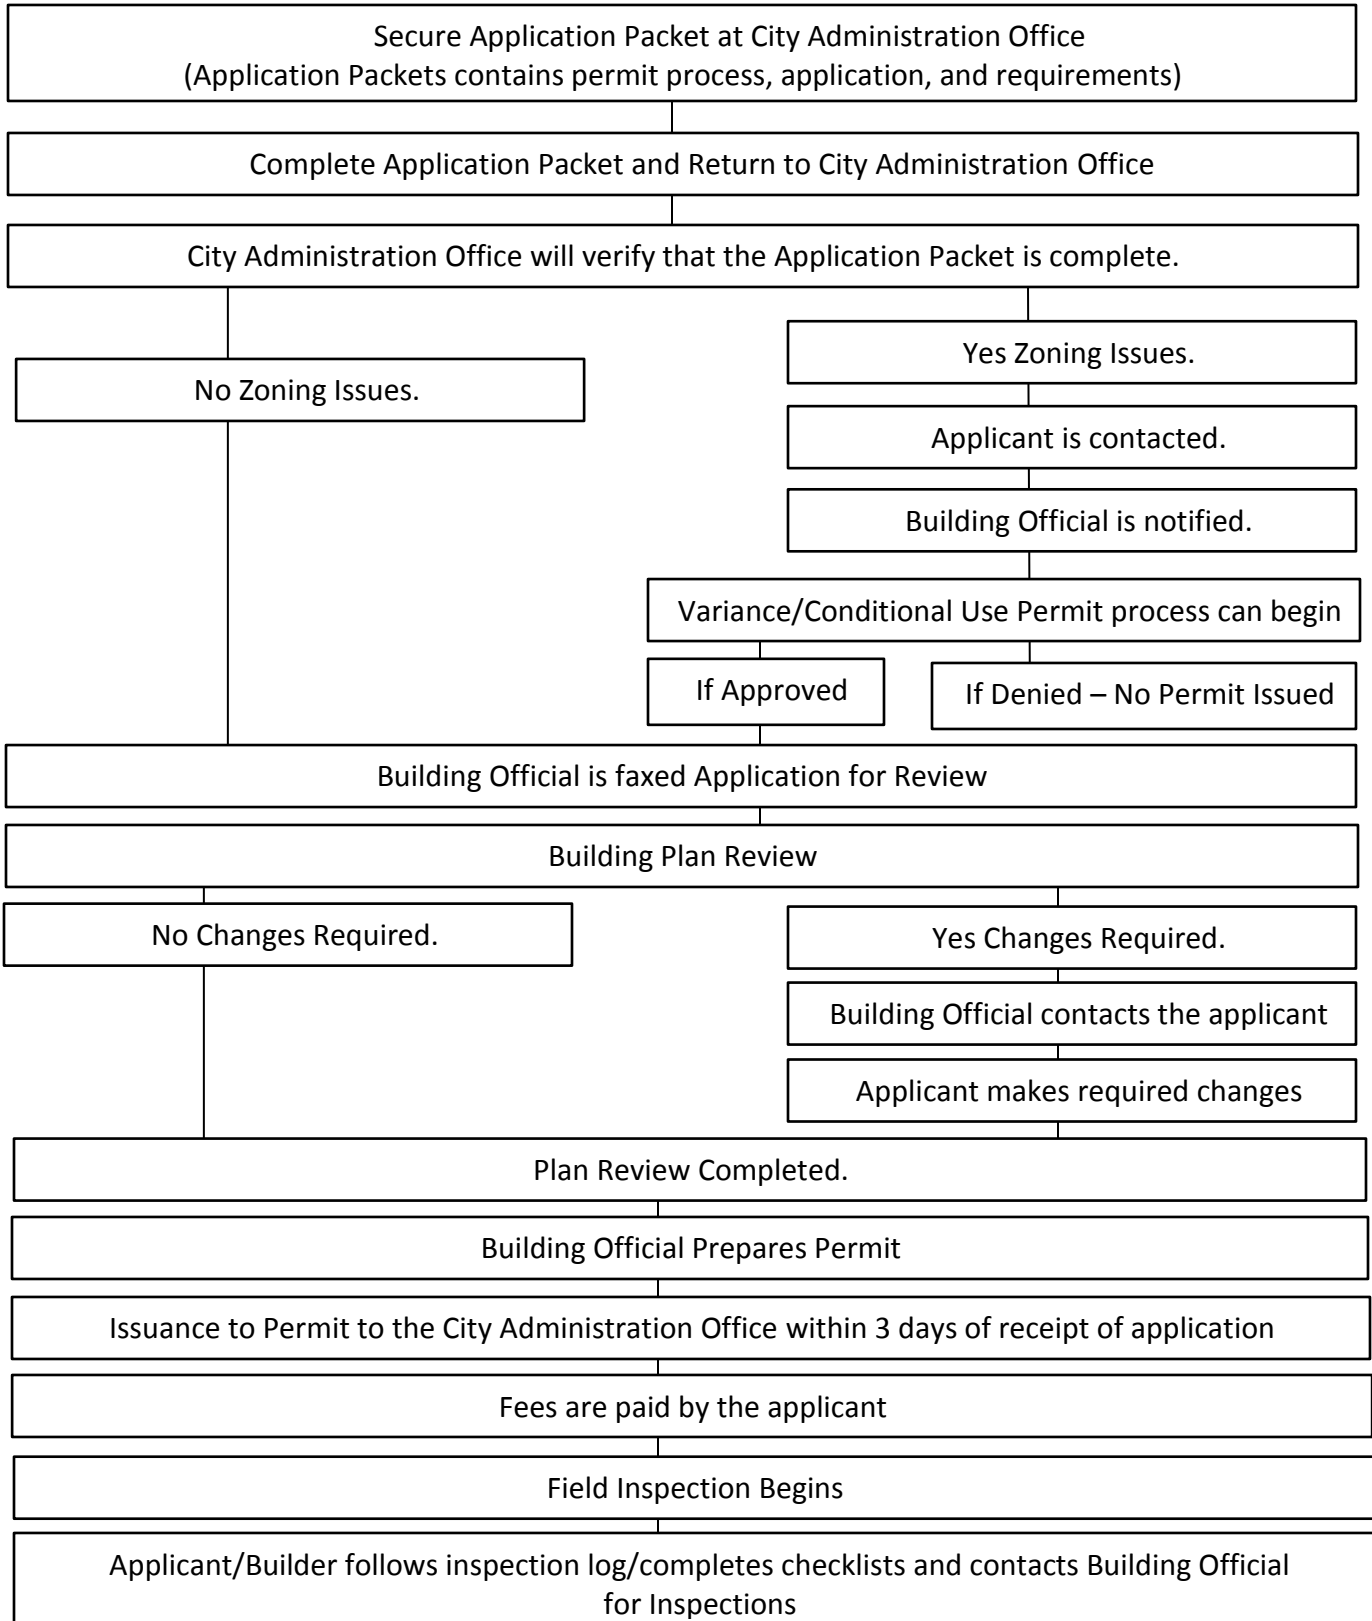 Secure Application Packet at City Administration Office
(Application Packets contains permit process, application, and requirements)
Complete Application Packet and Return to City Administration Office
City Administration Office will verify that the Application Packet is complete.
No Zoning Issues.
Yes Zoning Issues.
Applicant is contacted.
Building Official is notified.
Variance/Conditional Use Permit process can begin
If Approved
If Denied – No Permit Issued
Building Official is faxed Application for Review
Building Plan Review
No Changes Required.
Yes Changes Required.
Building Official contacts the applicant
Applicant makes required changes
Plan Review Completed.
Building Official Prepares Permit
Issuance to Permit to the City Administration Office within 3 days of receipt of application
Fees are paid by the applicant
Field Inspection Begins
Applicant/Builder follows inspection log/completes checklists and contacts Building Official
for Inspections